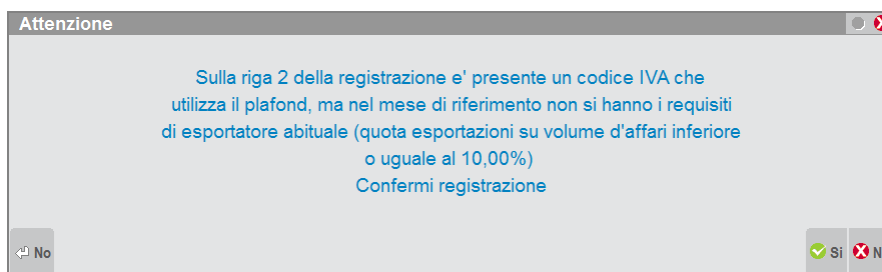 Attenzione
Sulla riga 2 della registrazione e' presente un codice IVA che
utilizza il plafond, ma nel mese di riferimento non si hanno i requisiti
di esportatore abituale (quota esportazioni su volume d'affari inferiore
o uguale al 10,00%)
Confermi registrazione
No
Si
N